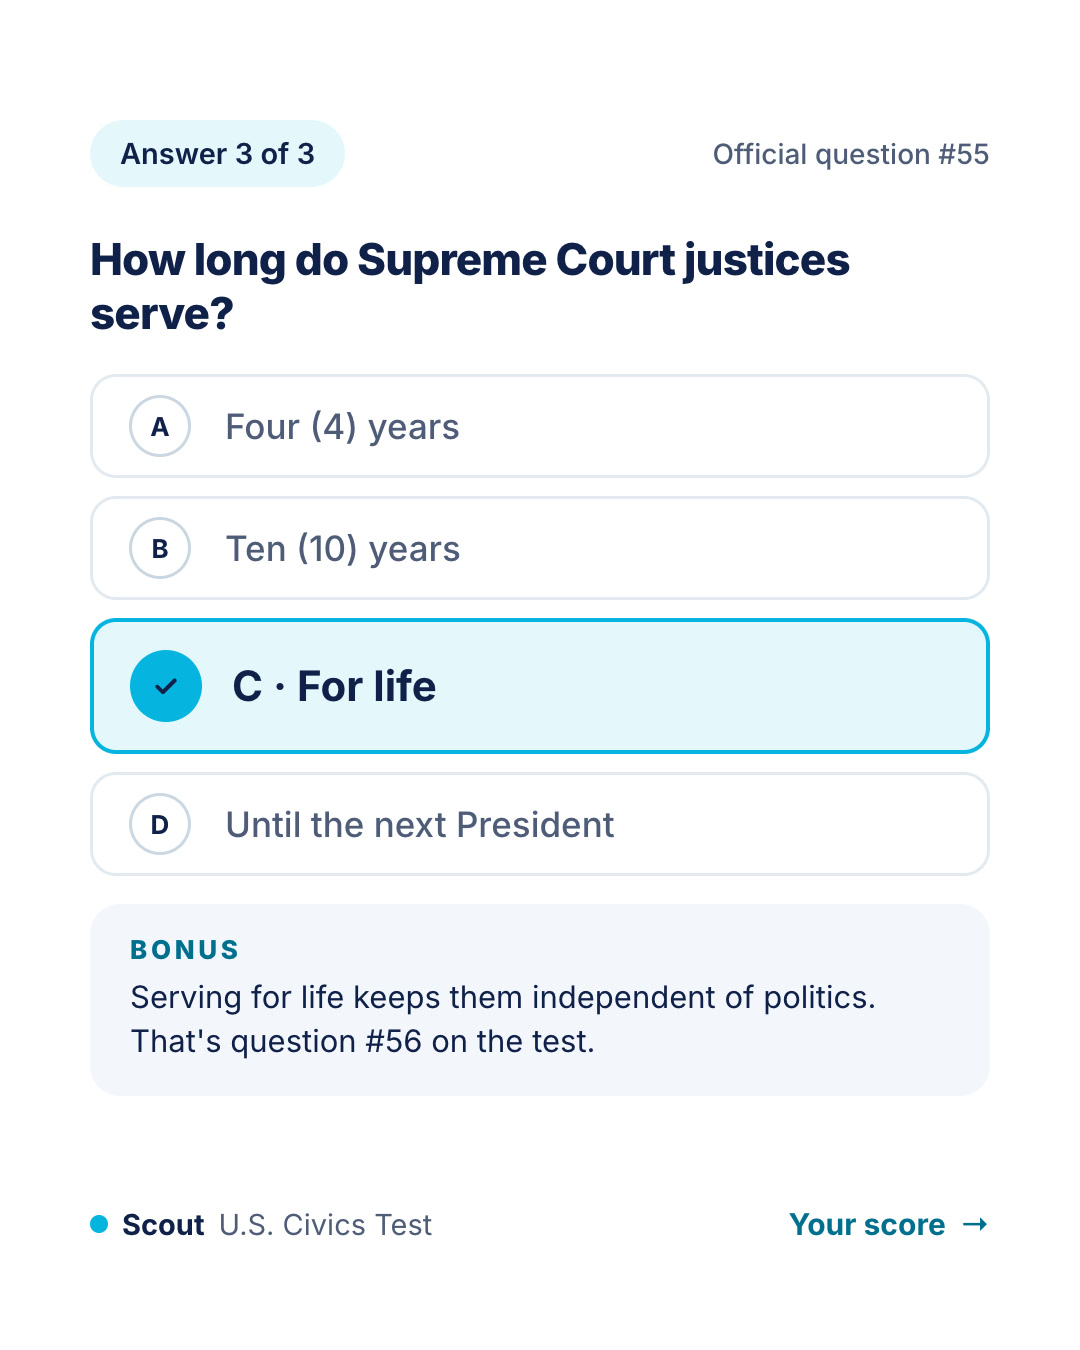 Answer 3 of 3
Official question #55
How long do Supreme Court justices
serve?
A Four (4) years
B Ten (10) years
C · For life
D Until the next President
BONUS
Serving for life keeps them independent of politics.
That's question #56 on the test.
Scout U.S. Civics Test
Your score →